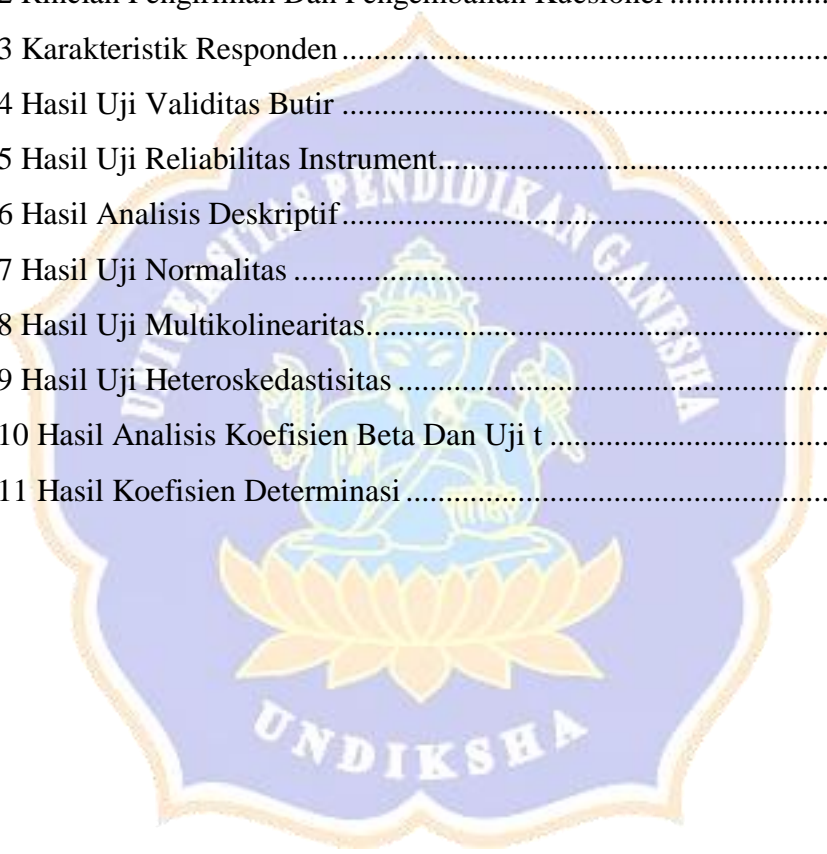 2 Rincian Pengiriman Dan Pengembalian Kuesioner ........................
3 Karakteristik Responden ...............................................................
4 Hasil Uji Validitas Butir ...............................................................
5 Hasil Uji Reliabilitas Instrument...................................................
6 Hasil Analisis Deskriptif...............................................................
7 Hasil Uji Normalitas .....................................................................
8 Hasil Uji Multikolinearitas............................................................
9 Hasil Uji Heteroskedastisitas ........................................................
10 Hasil Analisis Koefisien Beta Dan Uji t .....................................
11 Hasil Koefisien Determinasi .......................................................
UNIVERSITAS PENDIDIKAN GANESHA
UNDIKSHA